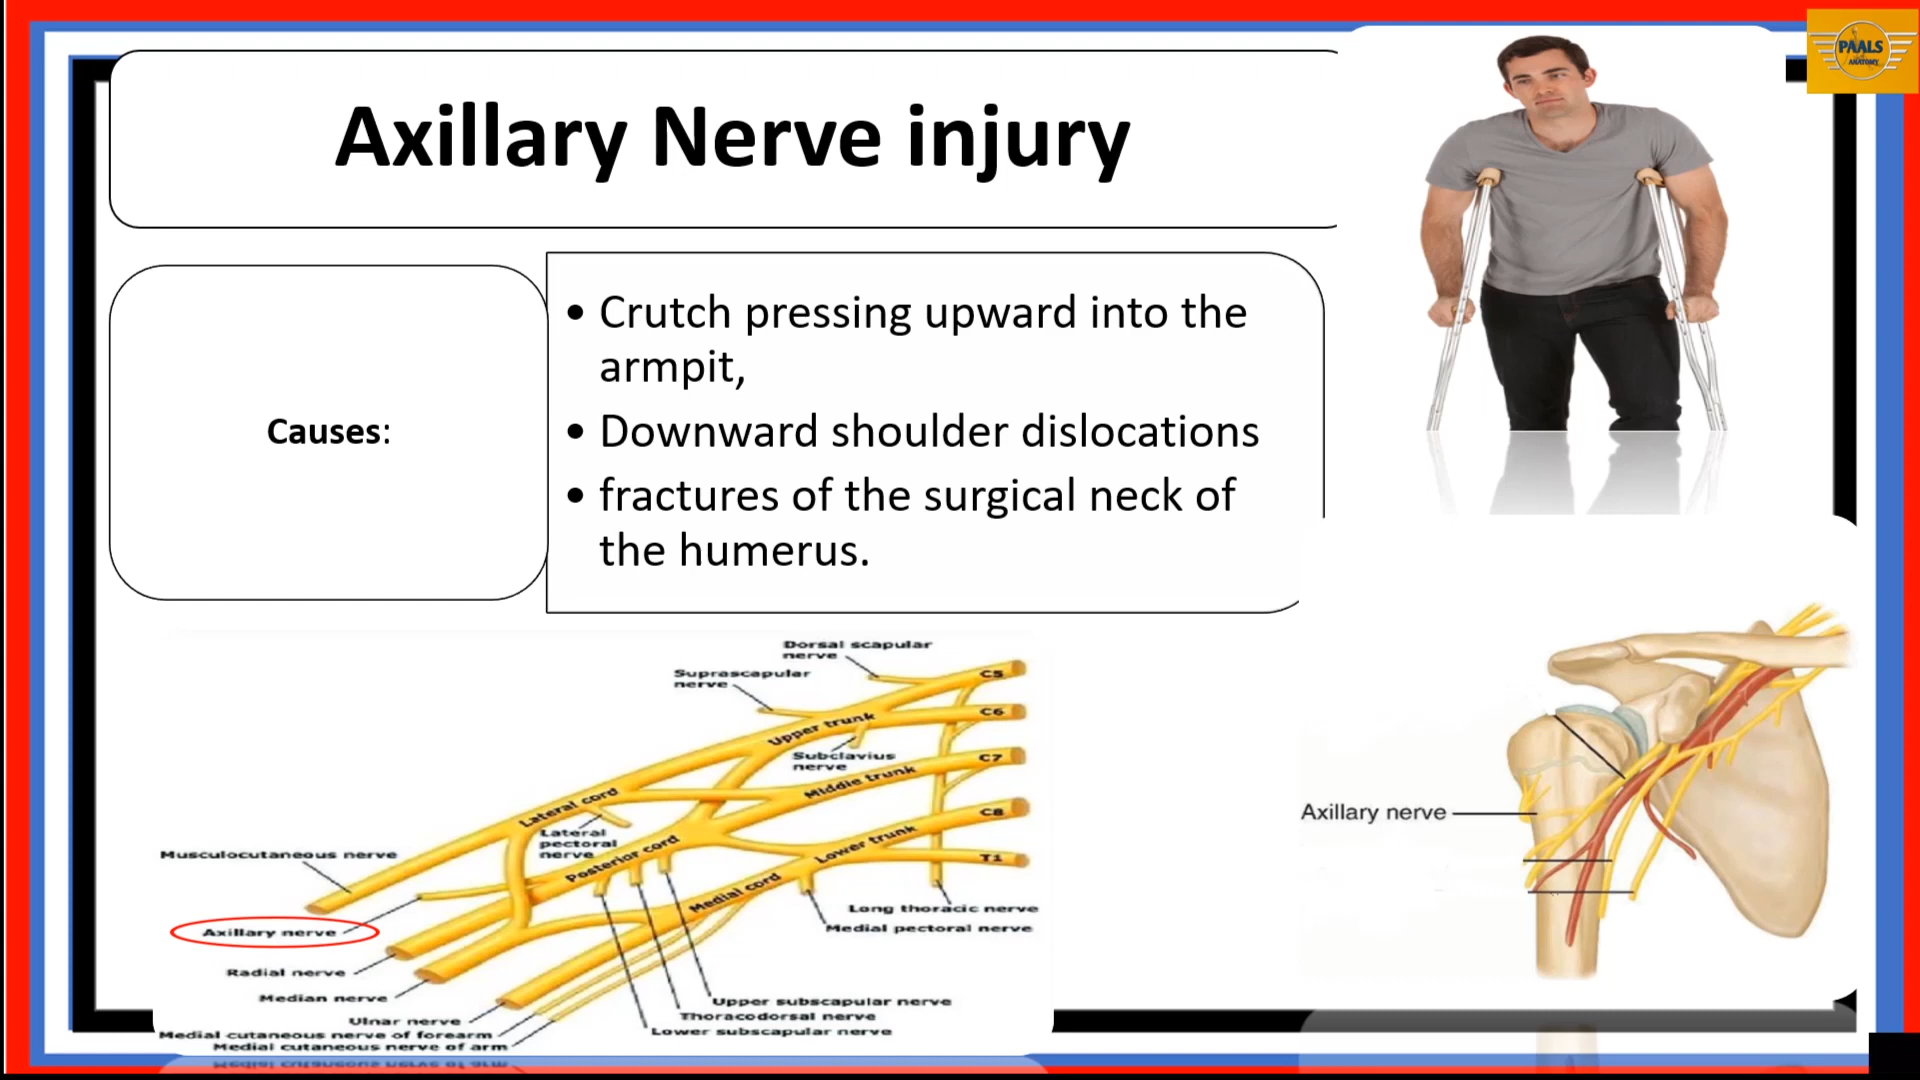 PAALS
ANATOMY
Axillary Nerve injury
Causes:
• Crutch pressing upward into the
armpit,
• Downward shoulder dislocations
• fractures of the surgical neck of
the humerus.
Dorsal scapular
nerve
Suprascapular
nerve
C5
C6
Upper trunk
Subclavius
nerve
C7
Middle trunk
Lateral cord
C8
Lateral
pectoral
nerve
Posterior cord
Lower trunk
T1
Musculocutaneous nerve
Medial cord
Long thoracic nerve
Medial pectoral nerve
Axillary nerve
Radial nerve
Median nerve
Upper subscapular nerve
Thoracodorsal nerve
Ulnar nerve
Lower subscapular nerve
Medial cutaneous nerve of forearm
Medial cutaneous nerve of arm
Axillary nerve